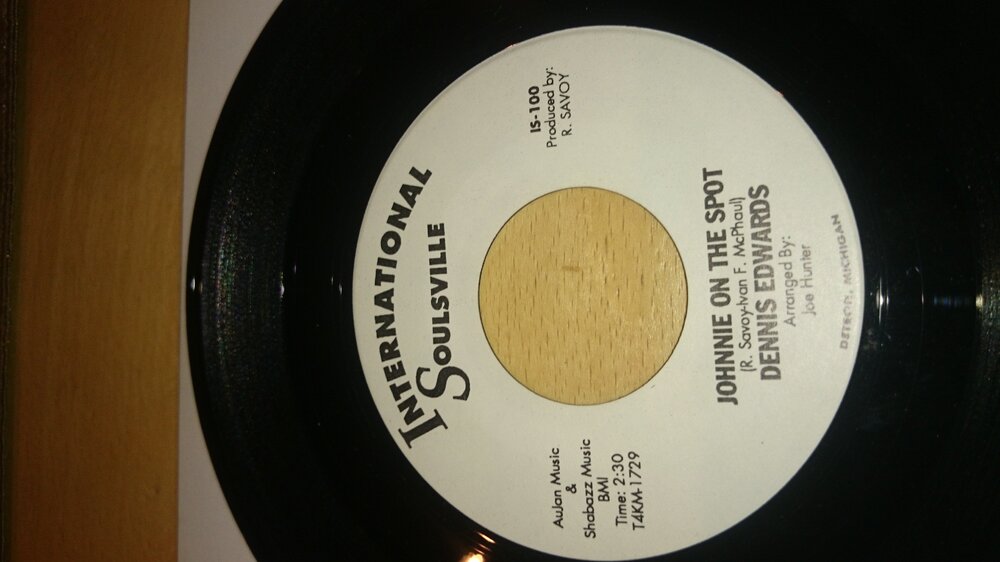 INTERNATIONAL
SOULSVILLE
AuJan Music
&
Shabazz Music
BMI
Time: 2:30
T4KM-1729
IS-100
Produced by:
R. SAVOY
JOHNNIE ON THE SPOT
(R. Savoy-Ivan F. McPhaul)
DENNIS EDWARDS
Arranged By:
Joe Hunter
DETROIT, MICHIGAN